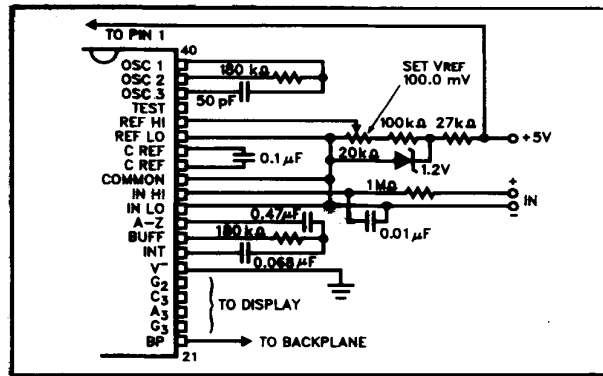 TO PIN 1
40
OSC 1
OSC 2
OSC 3
TEST
REF HI
REF LO
C REF
C REF
COMMON
IN HI
IN LO
A-Z
BUFF
INT
V-
G2
C3
A3
G3
BP
21
180 kΩ
50 pF
SET VREF
100.0 mV
100kΩ
27kΩ
+5V
20kΩ
1.2V
0.1 µF
1MΩ
+
IN
-
0.47µF
0.01 µF
180kΩ
0.068 µF
TO DISPLAY
TO BACKPLANE